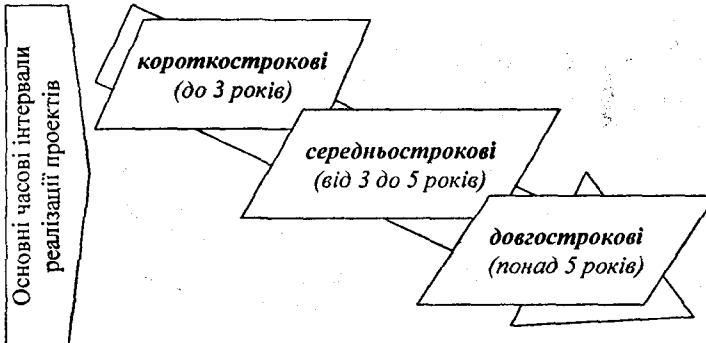 Основні часові інтервали
реалізації проектів
короткострокові
(до 3 років)
середньострокові
(від 3 до 5 років)
довгострокові
(понад 5 років)